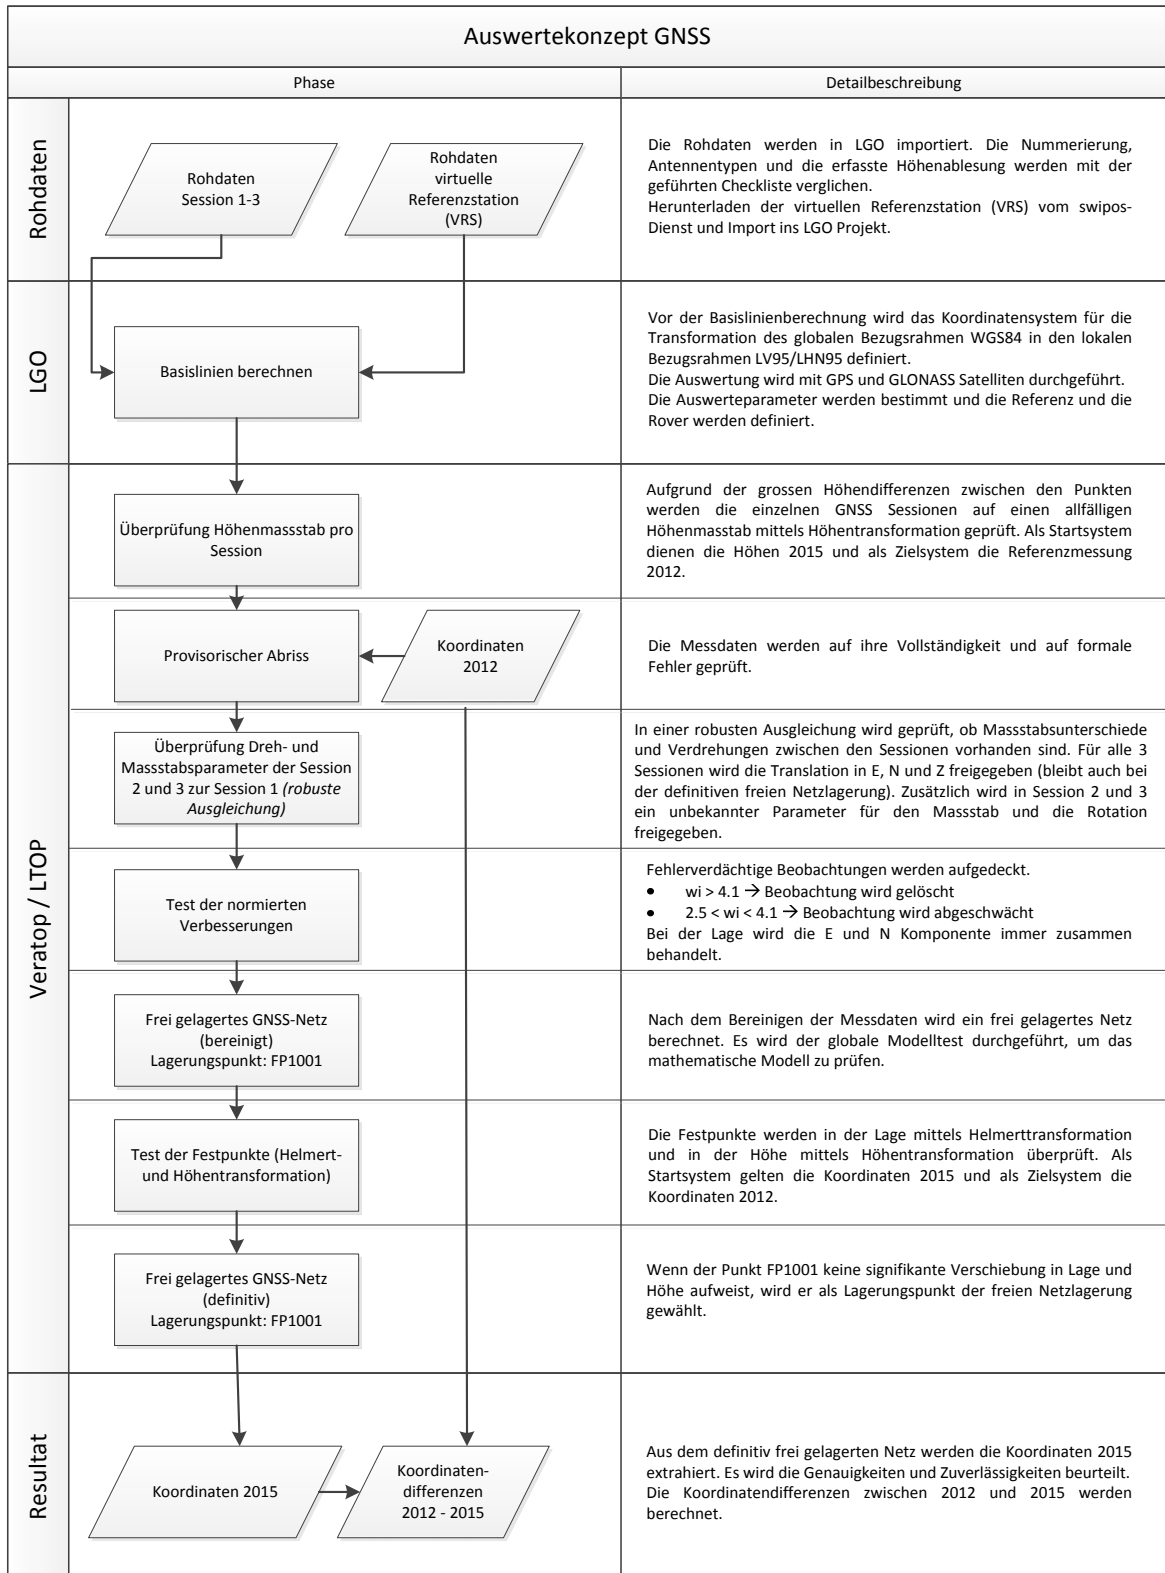 Auswertekonzept GNSS
Phase
Detailbeschreibung
Rohdaten
Rohdaten
Session 1-3
Rohdaten
virtuelle
Referenzstation
(VRS)
Die Rohdaten werden in LGO importiert. Die Nummerierung,
Antennentypen und die erfasste Höhenablesung werden mit der
geführten Checkliste verglichen.
Herunterladen der virtuellen Referenzstation (VRS) vom swipos-
Dienst und Import ins LGO Projekt.
LGO
Basislinien berechnen
Vor der Basislinienberechnung wird das Koordinatensystem für die
Transformation des globalen Bezugsrahmen WGS84 in den lokalen
Bezugsrahmen LV95/LHN95 definiert.
Die Auswertung wird mit GPS und GLONASS Satelliten durchgeführt.
Die Auswerteparameter werden bestimmt und die Referenz und die
Rover werden definiert.
Veratop / LTOP
Überprüfung Höhenmassstab pro
Session
Aufgrund der grossen Höhendifferenzen zwischen den Punkten
werden die einzelnen GNSS Sessionen auf einen allfälligen
Höhenmasstab mittels Höhentransformation geprüft. Als Startsystem
dienen die Höhen 2015 und als Zielsystem die Referenzmessung
2012.
Provisorischer Abriss
Koordinaten
2012
Die Messdaten werden auf ihre Vollständigkeit und auf formale
Fehler geprüft.
Überprüfung Dreh- und
Massstabsparameter der Session
2 und 3 zur Session 1 (robuste
Ausgleichung)
In einer robusten Ausgleichung wird geprüft, ob Massstabsunterschiede
und Verdrehungen zwischen den Sessionen vorhanden sind. Für alle 3
Sessionen wird die Translation in E, N und Z freigegeben (bleibt auch bei
der definitiven freien Netzlagerung). Zusätzlich wird in Session 2 und 3
ein unbekannter Parameter für den Massstab und die Rotation
freigegeben.
Test der normierten
Verbesserungen
Fehlerverdächtige Beobachtungen werden aufgedeckt.
• wi > 4.1 → Beobachtung wird gelöscht
• 2.5 < wi < 4.1 → Beobachtung wird abgeschwächt
Bei der Lage wird die E und N Komponente immer zusammen
behandelt.
Frei gelagertes GNSS-Netz
(bereinigt)
Lagerungspunkt: FP1001
Nach dem Bereinigen der Messdaten wird ein frei gelagertes Netz
berechnet. Es wird der globale Modelltest durchgeführt, um das
mathematische Modell zu prüfen.
Test der Festpunkte (Helmert-
und Höhentransformation)
Die Festpunkte werden in der Lage mittels Helmerttransformation
und in der Höhe mittels Höhentransformation überprüft. Als
Startsystem gelten die Koordinaten 2015 und als Zielsystem die
Koordinaten 2012.
Frei gelagertes GNSS-Netz
(definitiv)
Lagerungspunkt: FP1001
Wenn der Punkt FP1001 keine signifikante Verschiebung in Lage und
Höhe aufweist, wird er als Lagerungspunkt der freien Netzlagerung
gewählt.
Resultat
Koordinaten 2015
Koordinaten-
differenzen
2012 - 2015
Aus dem definitiv frei gelagerten Netz werden die Koordinaten 2015
extrahiert. Es wird die Genauigkeiten und Zuverlässigkeiten beurteilt.
Die Koordinatendifferenzen zwischen 2012 und 2015 werden
berechnet.